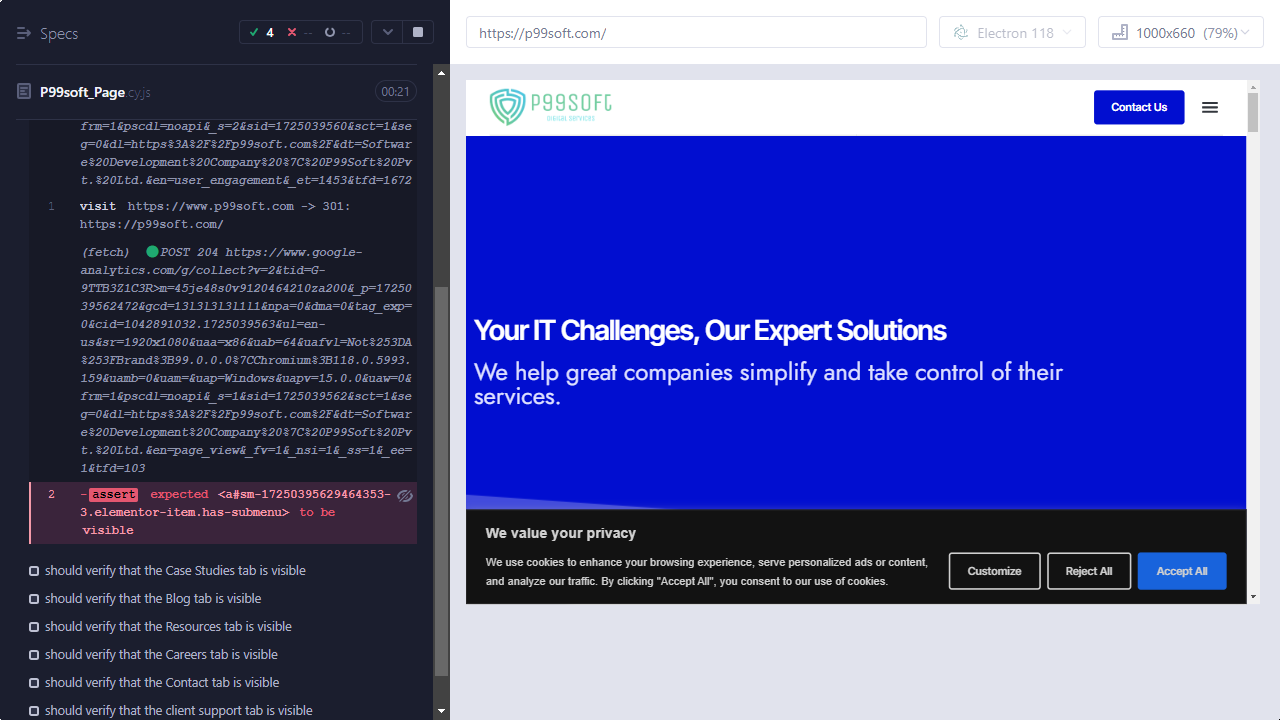 Specs
4
--
--
P99soft_Page.cy.js
00:21
frm=1&pscdl=noapi&_s=2&sid=1725039560&sct=1&se
g=0&dl=https%3A%2F%2Fp99soft.com%2F&dt=Softwar
e%20Development%20Company%20%7C%20P99Soft%20Pv
t.%20Ltd.&en=user_engagement&_et=1453&tfd=1672
1 visit https://www.p99soft.com -> 301:
https://p99soft.com/
(fetch) POST 204 https://www.google-
analytics.com/g/collect?v=2&tid=G-
9TTB3Z1C3R>m=45je48s0v9120464210za200&_p=1725
039562472&gcd=13l3l3l3l1l1&npa=0&dma=0&tag_exp=
0&cid=1042891032.1725039563&ul=en-
us&sr=1920x1080&uaa=x86&uab=64&uafvl=Not%253DA
%253FBrand%3B99.0.0.0%7CChromium%3B118.0.5993.
159&uamb=0&uam=&uap=Windows&uapv=15.0.0&uaw=0&
frm=1&pscdl=noapi&_s=1&sid=1725039562&sct=1&se
g=0&dl=https%3A%2F%2Fp99soft.com%2F&dt=Softwar
e%20Development%20Company%20%7C%20P99Soft%20Pv
t.%20Ltd.&en=page_view&_fv=1&_nsi=1&_ss=1&_ee=
1&tfd=103
2 -assert expected <a#sm-17250395629464353-
3.elementor-item.has-submenu> to be
visible
should verify that the Case Studies tab is visible
should verify that the Blog tab is visible
should verify that the Resources tab is visible
should verify that the Careers tab is visible
should verify that the Contact tab is visible
should verify that the client support tab is visible
https://p99soft.com/
Electron 118
1000x660 (79%)
P99SOFT
DIGITAL SERVICES
Contact Us
Your IT Challenges, Our Expert Solutions
We help great companies simplify and take control of their
services.
We value your privacy
We use cookies to enhance your browsing experience, serve personalized ads or content,
and analyze our traffic. By clicking "Accept All", you consent to our use of cookies.
Customize
Reject All
Accept All